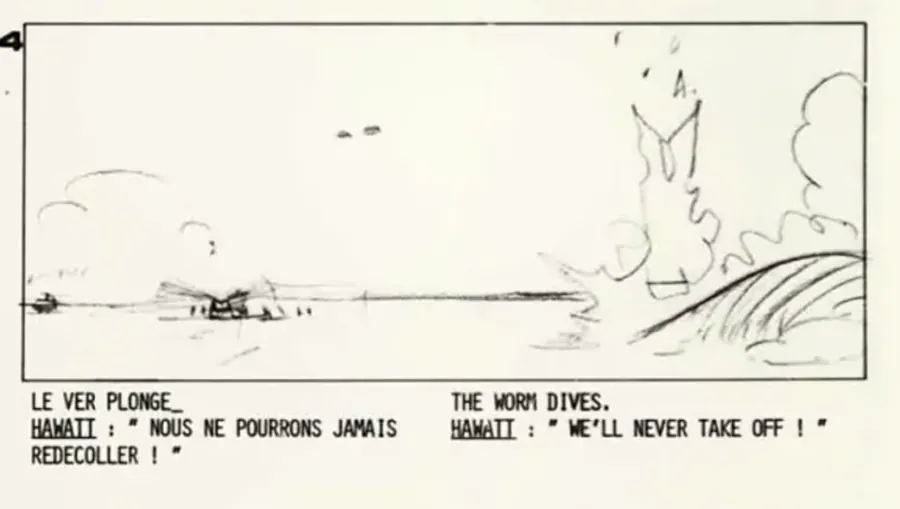 4
A.
LE VER PLONGE_
HAWATT : " NOUS NE POURRONS JAMAIS
REDECOLLER ! "
THE WORM DIVES.
HAWATT : " WE'LL NEVER TAKE OFF ! "